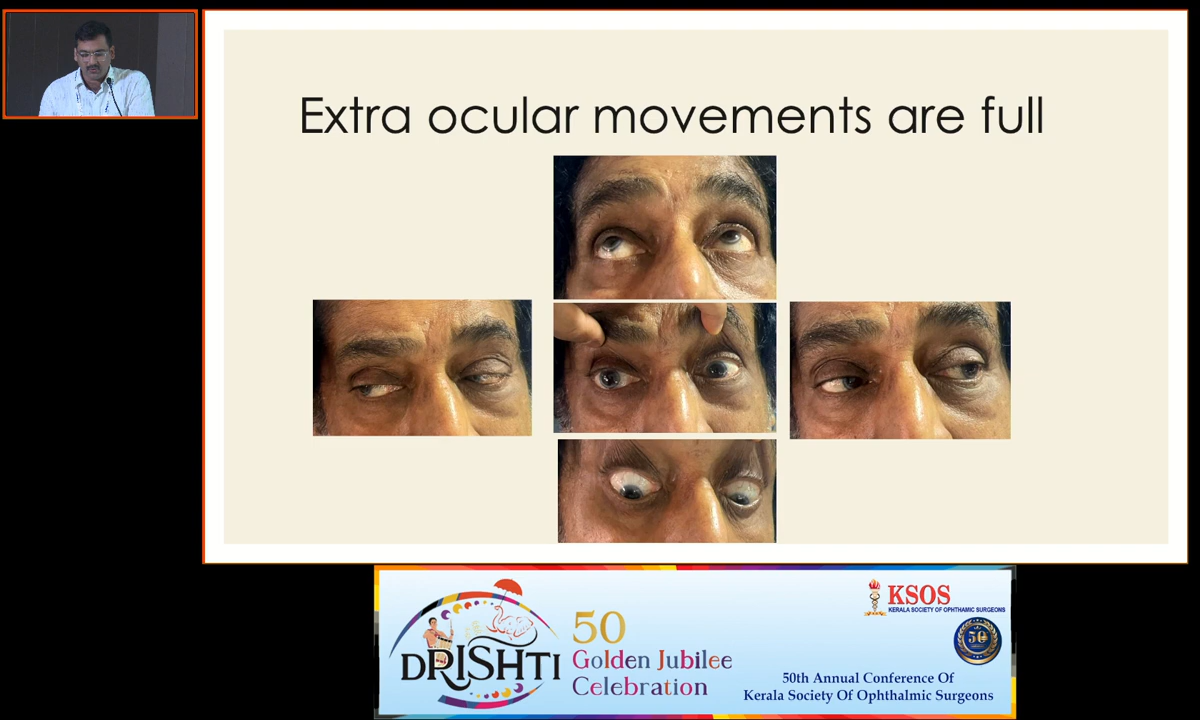 Extra ocular movements are full
DRISHTI
50
Golden Jubilee
Celebration
KSOS
KERALA SOCIETY OF OPHTHAMIC SURGEONS
50
50th Annual Conference Of
Kerala Society Of Ophthalmic Surgeons